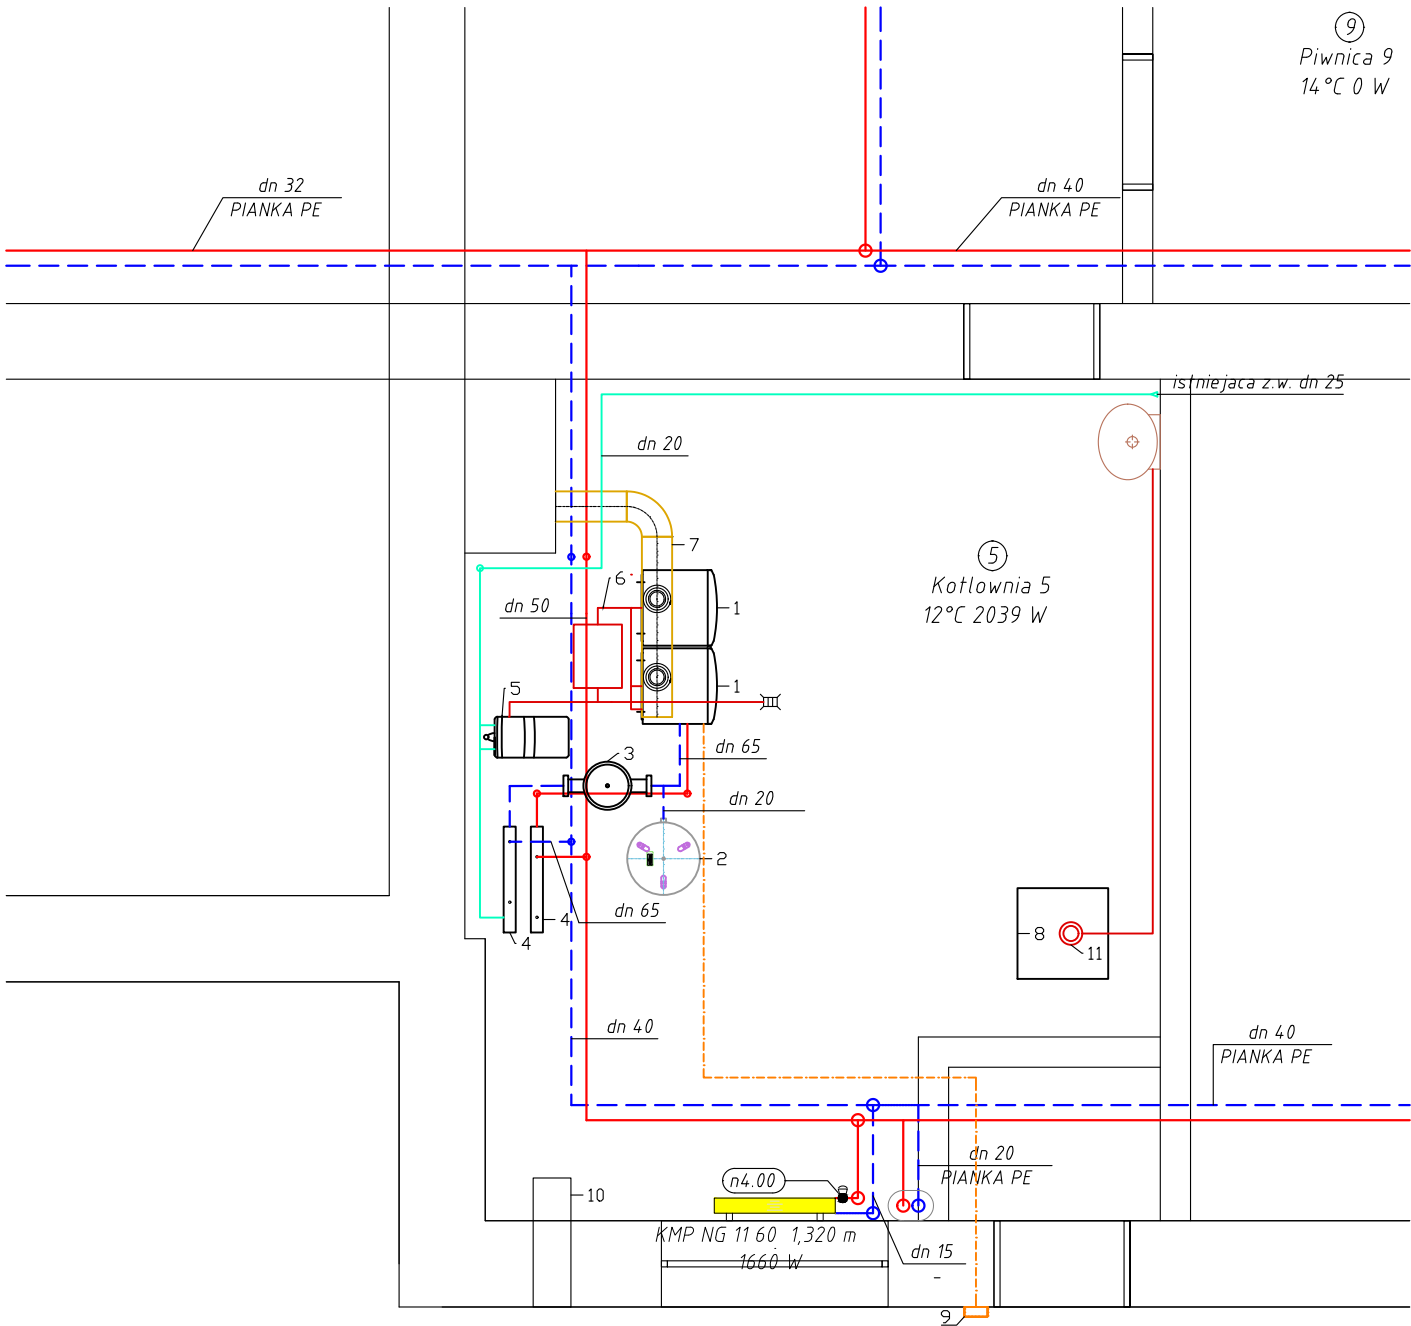 9
Piwnica 9
14°C 0 W
dn 32
PIANKA PE
dn 40
PIANKA PE
istniejaca z.w. dn 25
dn 20
7
5
Kotlownia 5
12°C 2039 W
6
1
dn 50
1
5
dn 65
3
dn 20
2
dn 65
4
4
8
11
dn 40
dn 40
PIANKA PE
dn 20
PIANKA PE
n4.00
10
KMP NG 11 60 1,320 m
1660 W
dn 15
-
9